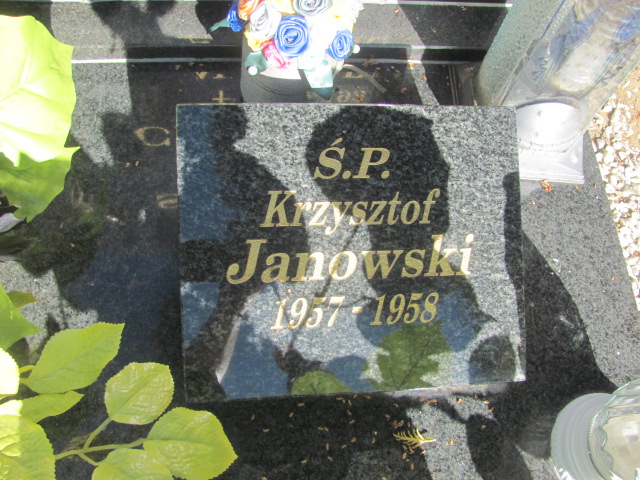 Ś.P.
Krzysztof
Janowski
1957 - 1958